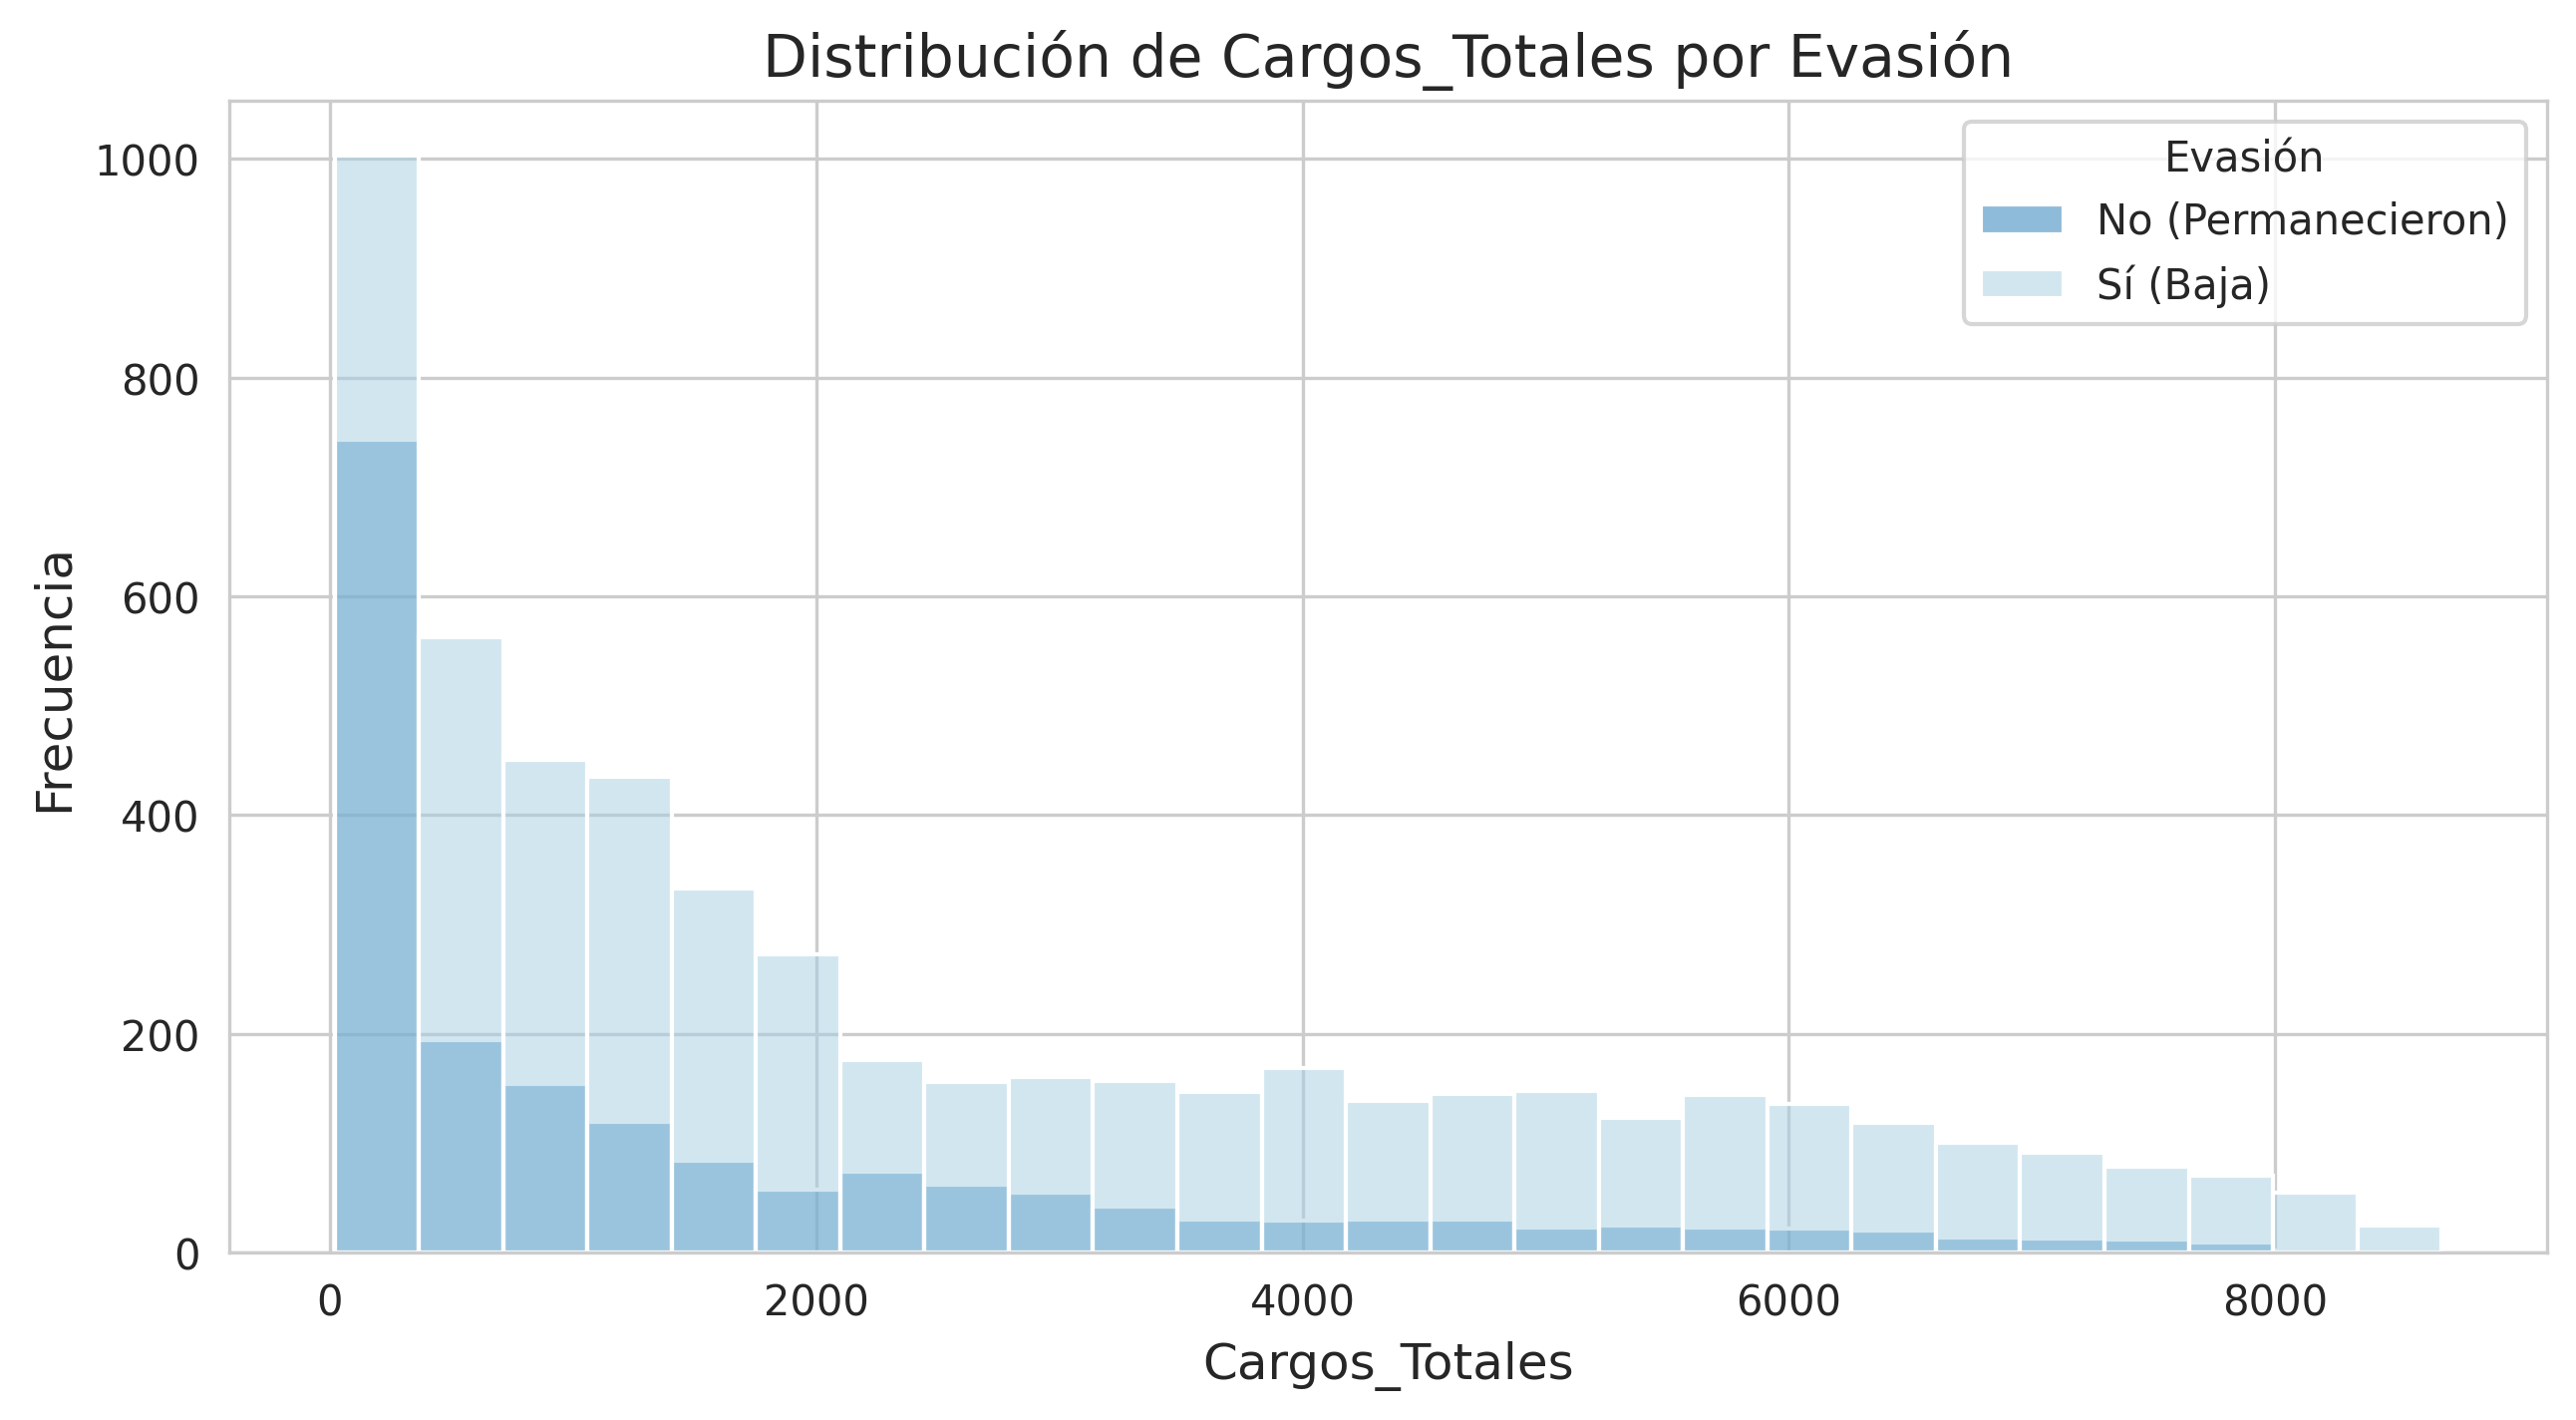 Distribución de Cargos_Totales por Evasión
Evasión
No (Permanecieron)
Sí (Baja)
1000
800
600
400
200
0
Frecuencia
0 2000 4000 6000 8000
Cargos_Totales